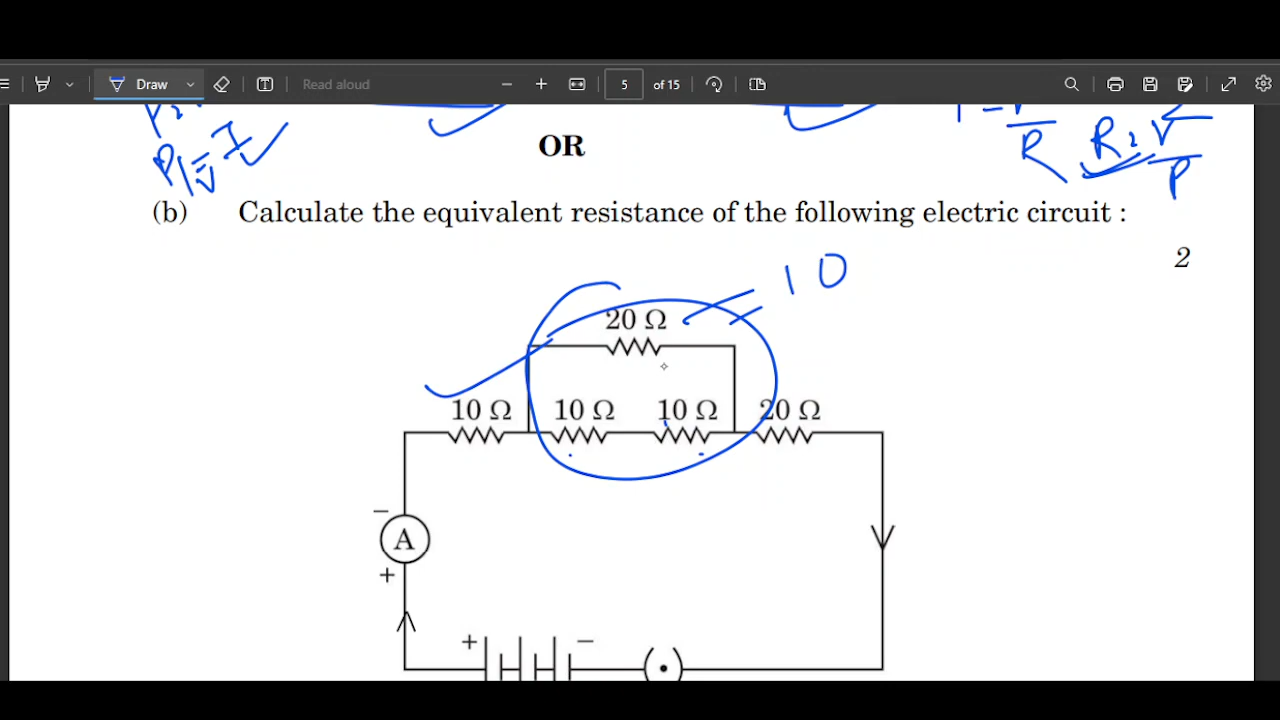 Draw
Read aloud
5 of 15
R
R = V
P
OR
(b) Calculate the equivalent resistance of the following electric circuit :
2
10
20 Ω
10 Ω 10 Ω 10 Ω 20 Ω
−
A
+
+ −